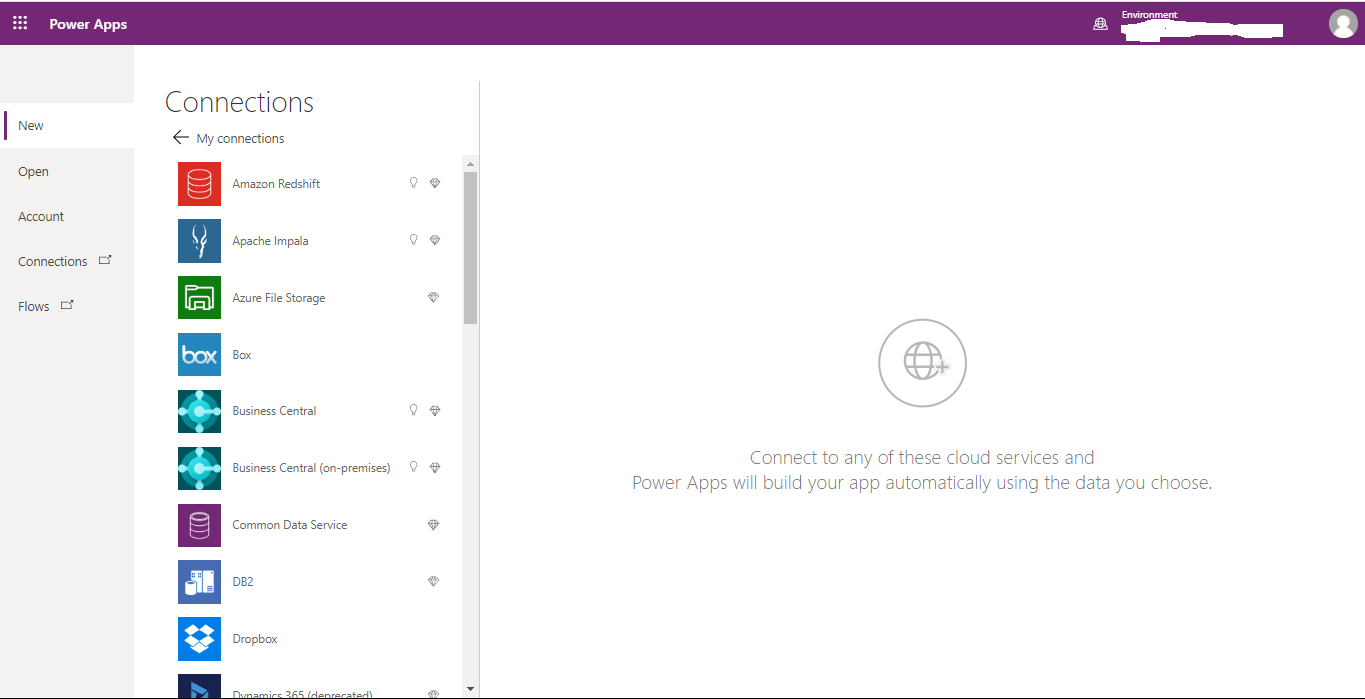 Power Apps
Environment
New
Open
Account
Connections
Flows
Connections
My connections
Amazon Redshift
Apache Impala
Azure File Storage
box
Box
Business Central
Business Central (on-premises)
Common Data Service
DB2
Dropbox
Dynamics 365 (deprecated)
Connect to any of these cloud services and
Power Apps will build your app automatically using the data you choose.